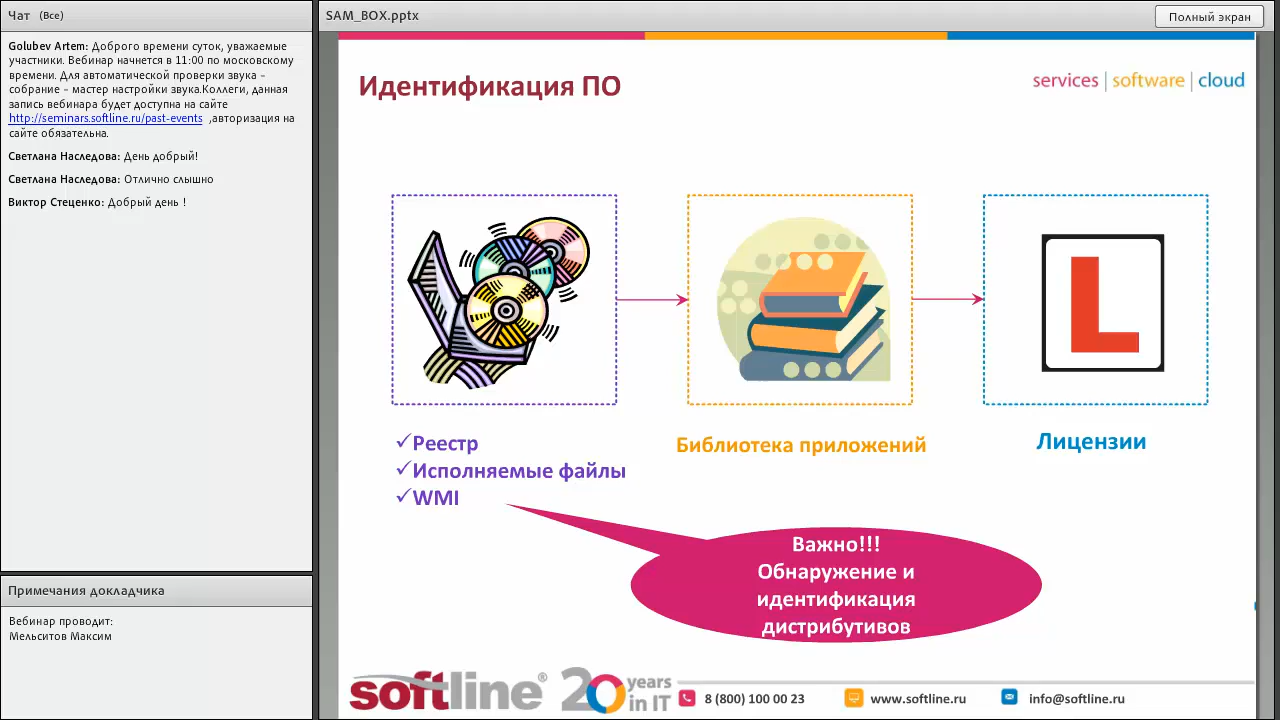 Чат (Все)
Golubev Artem: Доброго времени суток, уважаемые
участники. Вебинар начнется в 11:00 по московскому
времени. Для автоматической проверки звука –
собрание – мастер настройки звука.Коллеги, данная
запись вебинара будет доступна на сайте
http://seminars.softline.ru/past-events ,авторизация на
сайте обязательна.
Светлана Наследова: День добрый!
Светлана Наследова: Отлично слышно
Виктор Стеценко: Добрый день !
Примечания докладчика
Вебинар проводит:
Мельситов Максим
SAM_BOX.pptx
Полный экран
Идентификация ПО
services | software | cloud
L
✓Реестр
✓Исполняемые файлы
✓WMI
Библиотека приложений
Лицензии
Важно!!!
Обнаружение и
идентификация
дистрибутивов
softline® 20 years in IT
8 (800) 100 00 23
www.softline.ru
info@softline.ru